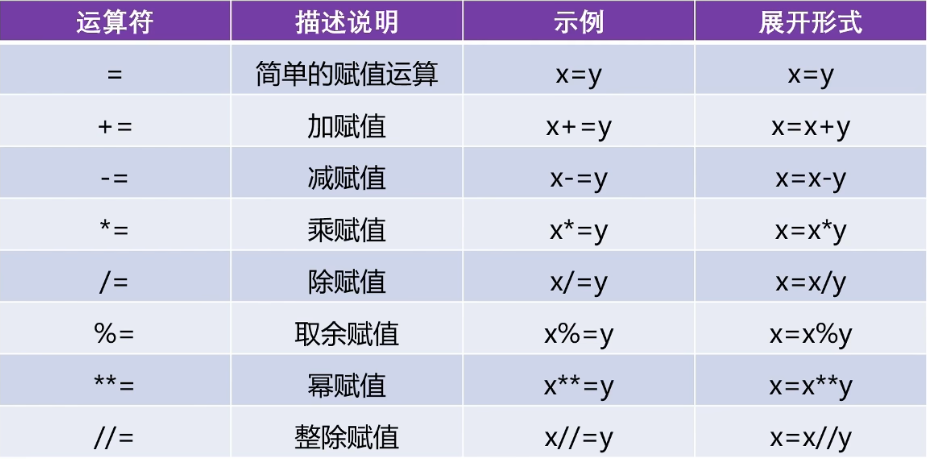 运算符 描述说明 示例 展开形式
= 简单的赋值运算 x=y x=y
+= 加赋值 x+=y x=x+y
-= 减赋值 x-=y x=x-y
*= 乘赋值 x*=y x=x*y
/= 除赋值 x/=y x=x/y
%= 取余赋值 x%=y x=x%y
**= 幂赋值 x**=y x=x**y
//= 整除赋值 x//=y x=x//y